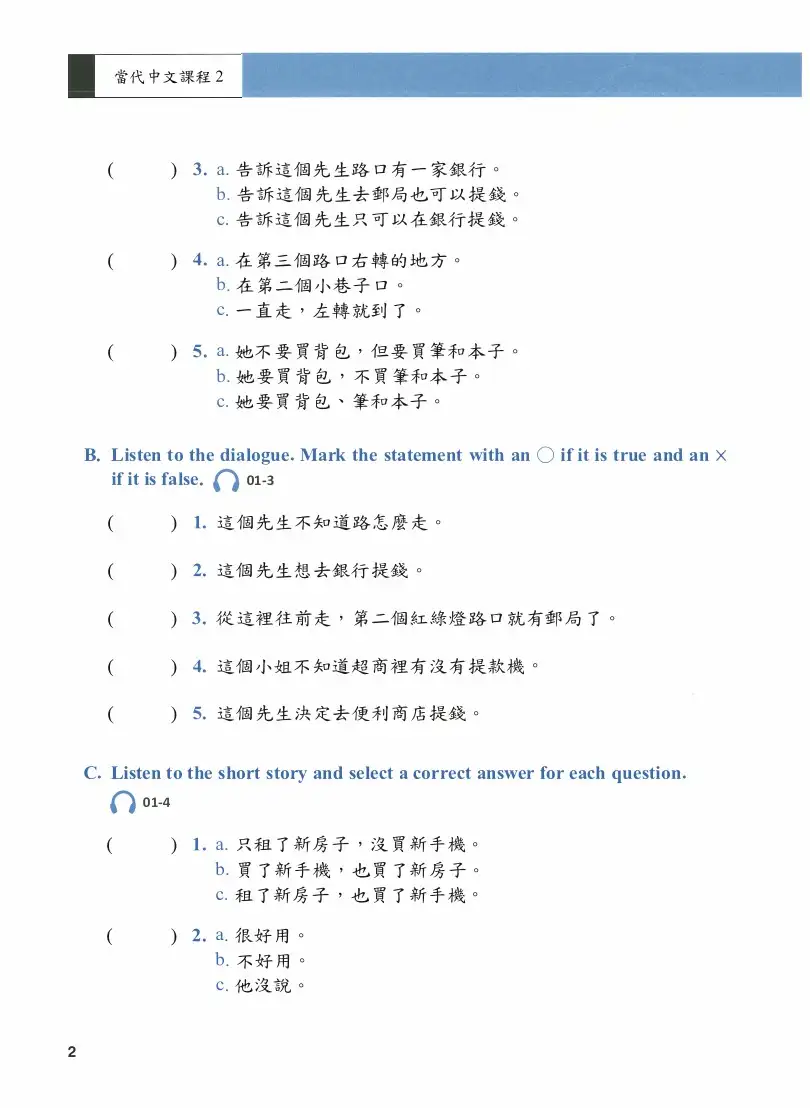 當代中文課程 2
( ) 3. a. 告訴這個先生路口有一家銀行。
b. 告訴這個先生去郵局也可以提錢。
c. 告訴這個先生只可以在銀行提錢。
( ) 4. a. 在第三個路口右轉的地方。
b. 在第二個小巷子口。
c. 一直走，左轉就到了。
( ) 5. a. 她不要買背包，但要買筆和本子。
b. 她要買背包，不買筆和本子。
c. 她要買背包、筆和本子。
B. Listen to the dialogue. Mark the statement with an ○ if it is true and an ×
if it is false. 01-3
( ) 1. 這個先生不知道路怎麼走。
( ) 2. 這個先生想去銀行提錢。
( ) 3. 從這裡往前走，第二個紅綠燈路口就有郵局了。
( ) 4. 這個小姐不知道超商裡有沒有提款機。
( ) 5. 這個先生決定去便利商店提錢。
C. Listen to the short story and select a correct answer for each question.
01-4
( ) 1. a. 只租了新房子，沒買新手機。
b. 買了新手機，也買了新房子。
c. 租了新房子，也買了新手機。
( ) 2. a. 很好用。
b. 不好用。
c. 他沒說。
2